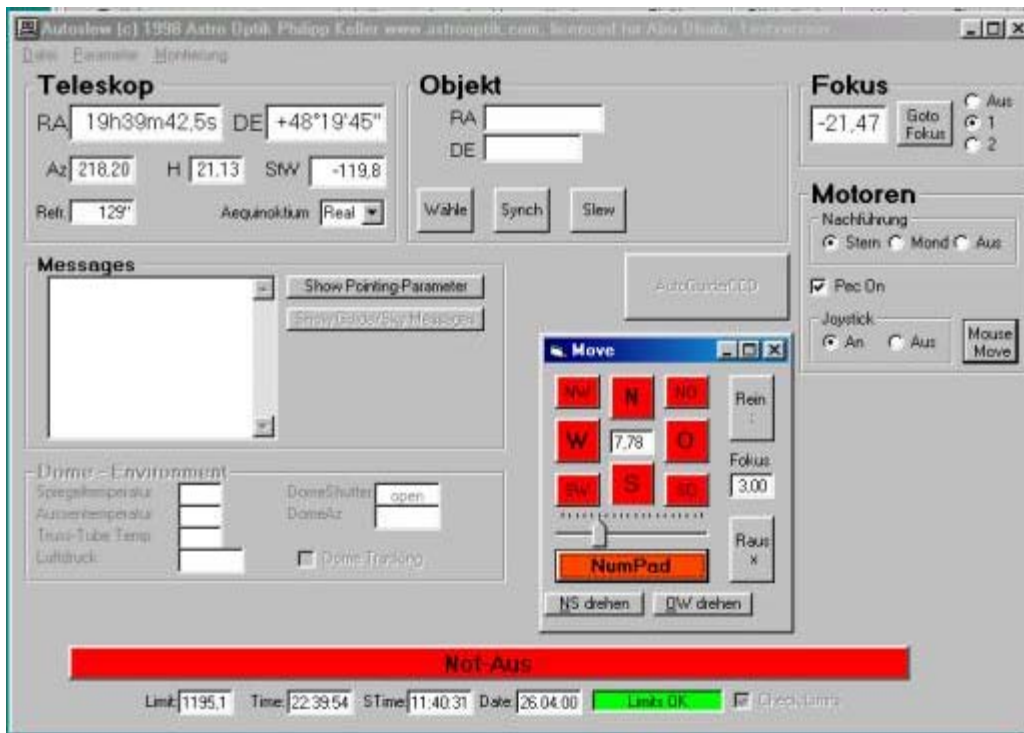 Autoslew (c) 1998 Astro Optik Philipp Keller www.astrooptik.com, licenced for Abu Dhabi, Testversion
Datei Parameter Montierung
Teleskop
RA 19h39m42,5s DE +48°19'45"
Az 218,20 H 21,13 StW -119,8
Refr. 129" Aequinoktium Real
Objekt
RA
DE
Wähle Synch Slew
Fokus
-21,47 Goto Fokus
Aus
1
2
Motoren
Nachführung
Stern Mond Aus
Pec On
Joystick
An Aus
Mouse Move
Messages
Show Pointing-Parameter
Show Guider/Sky Messages
AutoGuiderCCD
Move
NW N NO
W 7,78 O
SW S SO
NumPad
NS drehen OW drehen
Rein
:
Fokus
3,00
Raus
x
Dome - Environment
Spiegeltemperatur
Aussentemperatur
Truss-Tube Temp
Luftdruck
DomeShutter open
DomeAz
Dome Tracking
Not-Aus
Limit 1195,1 Time: 22:39:54 STime: 11:40:31 Date: 26.04.00 Limits OK Check Limits